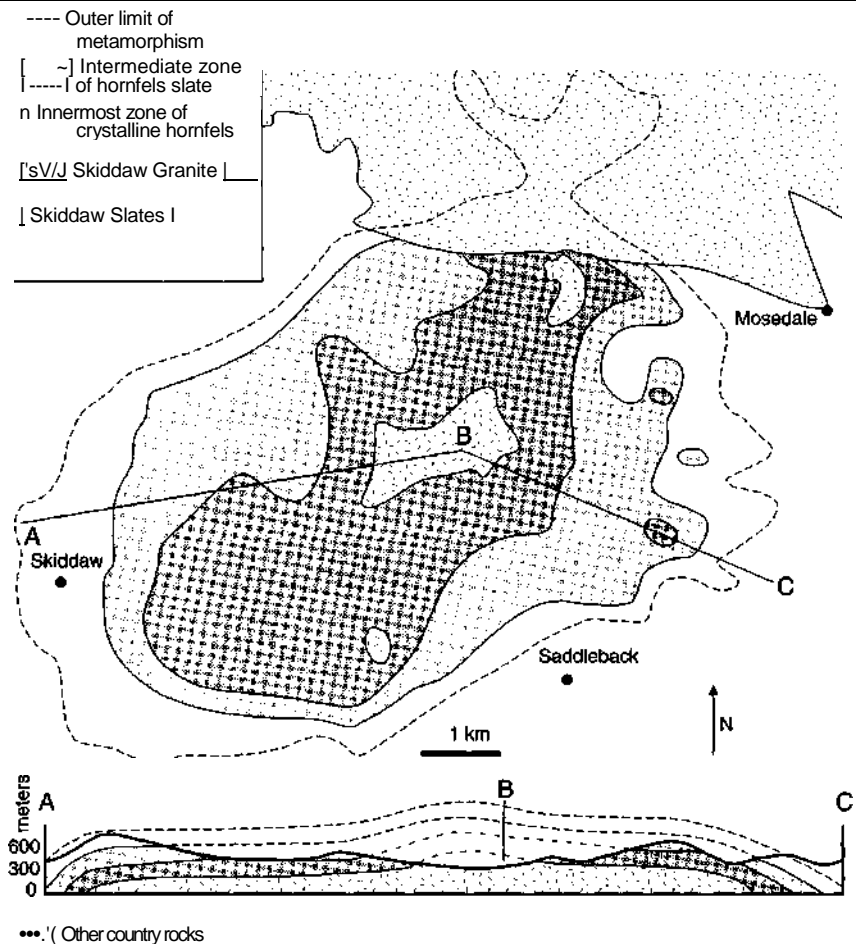 ---- Outer limit of
metamorphism
[ ~] Intermediate zone
I-----I of hornfels slate
n Innermost zone of
crystalline hornfels
['sV/J Skiddaw Granite |
| Skiddaw Slates I
Mosedale
B
A
Skiddaw
C
Saddleback
1 km
N
A
meters
B
C
600
300
0
•••.'( Other country rocks